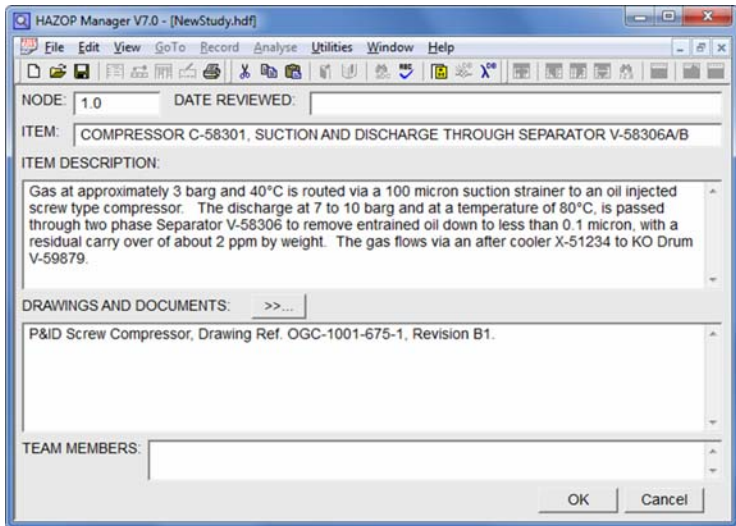 HAZOP Manager V7.0 - [NewStudy.hdf]
File Edit View GoTo Record Analyse Utilities Window Help
NODE: 1.0 DATE REVIEWED:
ITEM: COMPRESSOR C-58301, SUCTION AND DISCHARGE THROUGH SEPARATOR V-58306A/B
ITEM DESCRIPTION:
Gas at approximately 3 barg and 40°C is routed via a 100 micron suction strainer to an oil injected
screw type compressor. The discharge at 7 to 10 barg and at a temperature of 80°C, is passed
through two phase Separator V-58306 to remove entrained oil down to less than 0.1 micron, with a
residual carry over of about 2 ppm by weight. The gas flows via an after cooler X-51234 to KO Drum
V-59879.
DRAWINGS AND DOCUMENTS: >>...
P&ID Screw Compressor, Drawing Ref. OGC-1001-675-1, Revision B1.
TEAM MEMBERS:
OK Cancel